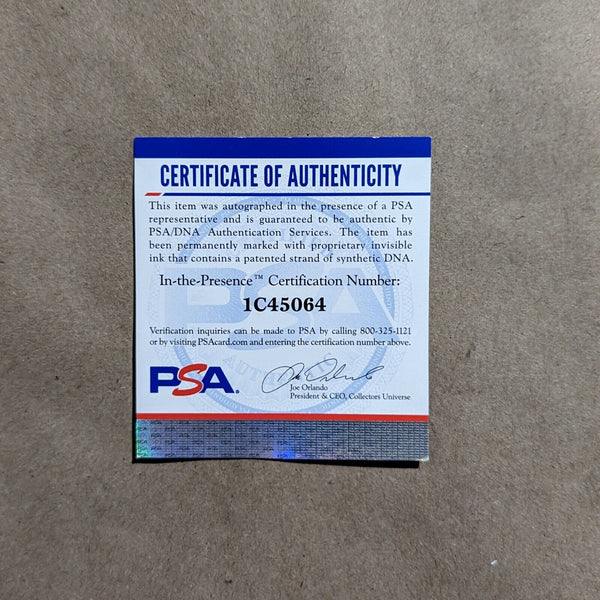 CERTIFICATE OF AUTHENTICITY
This item was autographed in the presence of a PSA
representative and is guaranteed to be authentic by
PSA/DNA Authentication Services. The item has
been permanently marked with proprietary invisible
ink that contains a patented strand of synthetic DNA.
In-the-Presence™ Certification Number:
1C45064
Verification inquiries can be made to PSA by calling 800-325-1121
or by visiting PSAcard.com and entering the certification number above.
PSA®
Joe Orlando
President & CEO, Collectors Universe